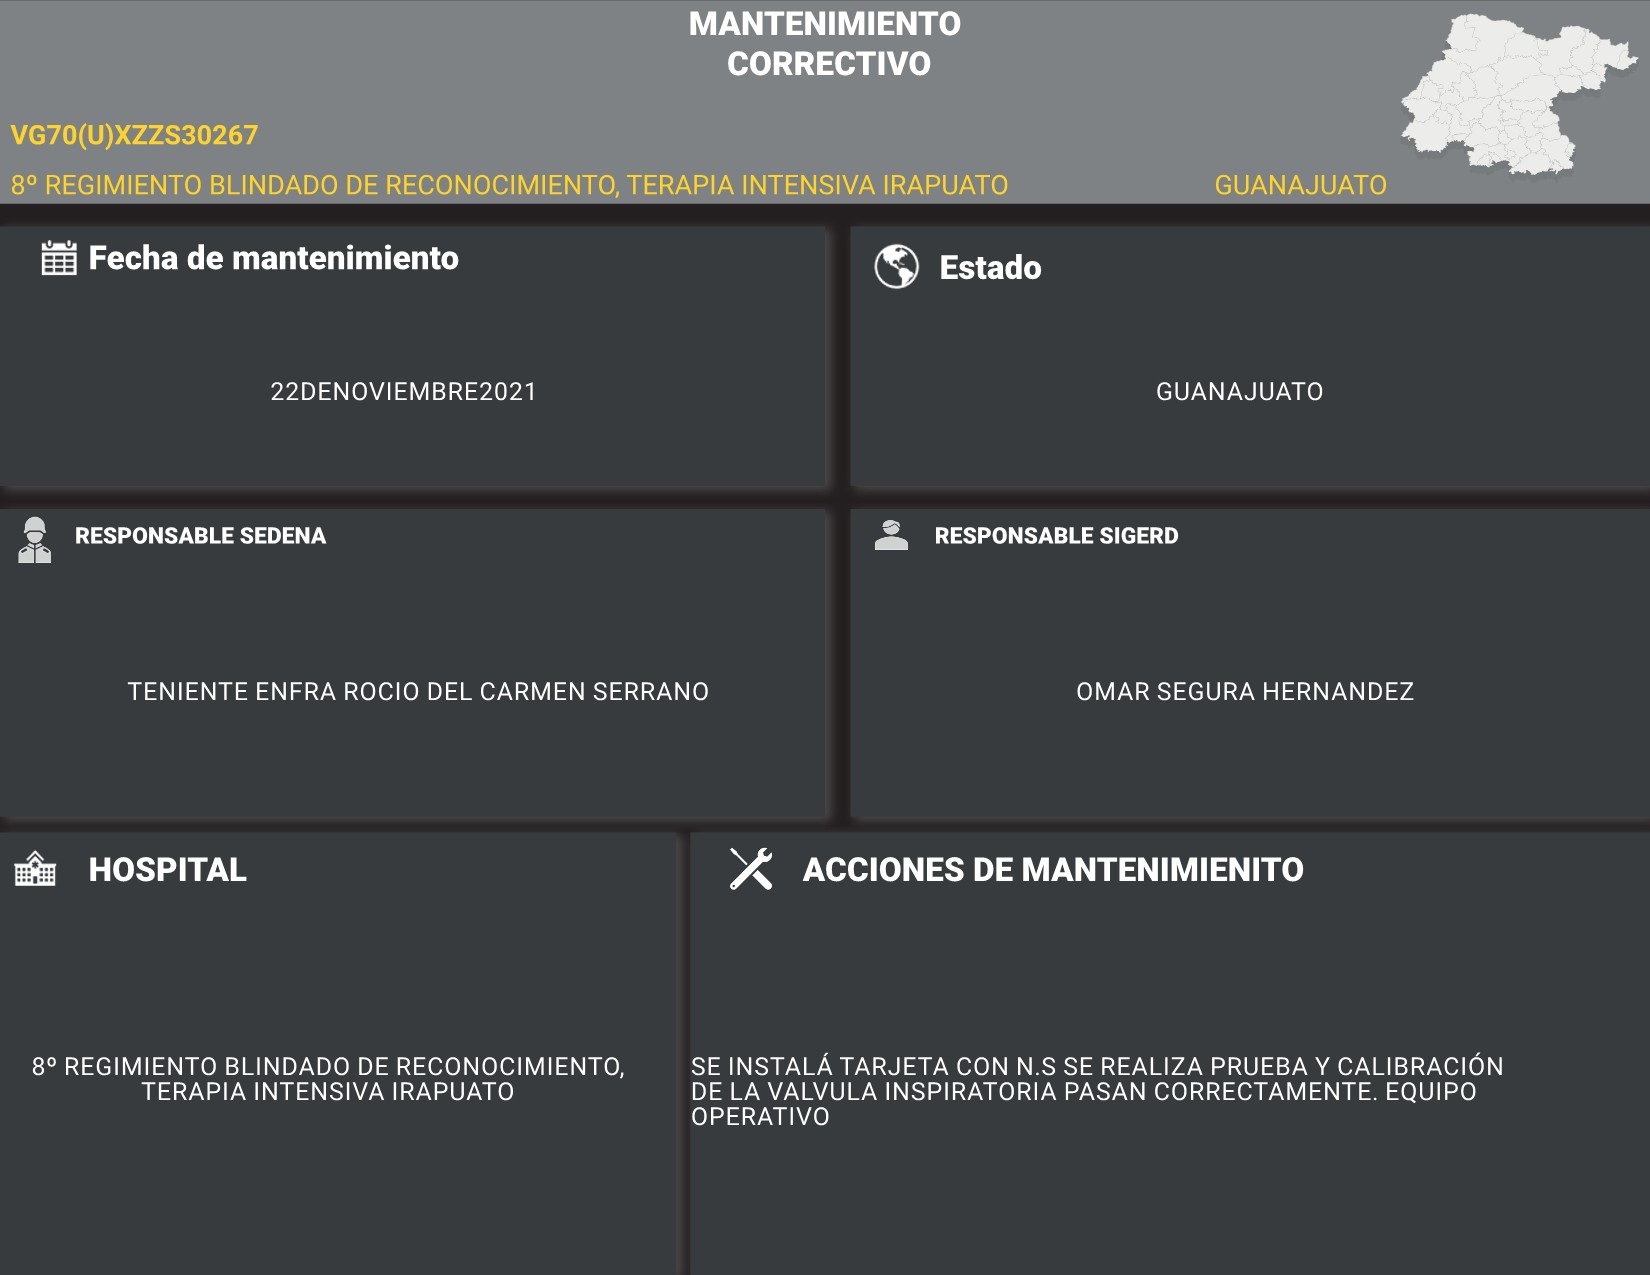 MANTENIMIENTO
CORRECTIVO
VG70(U)XZZS30267
8º REGIMIENTO BLINDADO DE RECONOCIMIENTO, TERAPIA INTENSIVA IRAPUATO GUANAJUATO
Fecha de mantenimiento
22DENOVIEMBRE2021
Estado
GUANAJUATO
RESPONSABLE SEDENA
TENIENTE ENFRA ROCIO DEL CARMEN SERRANO
RESPONSABLE SIGERD
OMAR SEGURA HERNANDEZ
HOSPITAL
8º REGIMIENTO BLINDADO DE RECONOCIMIENTO,
TERAPIA INTENSIVA IRAPUATO
ACCIONES DE MANTENIMIENITO
SE INSTALÁ TARJETA CON N.S SE REALIZA PRUEBA Y CALIBRACIÓN
DE LA VALVULA INSPIRATORIA PASAN CORRECTAMENTE. EQUIPO
OPERATIVO